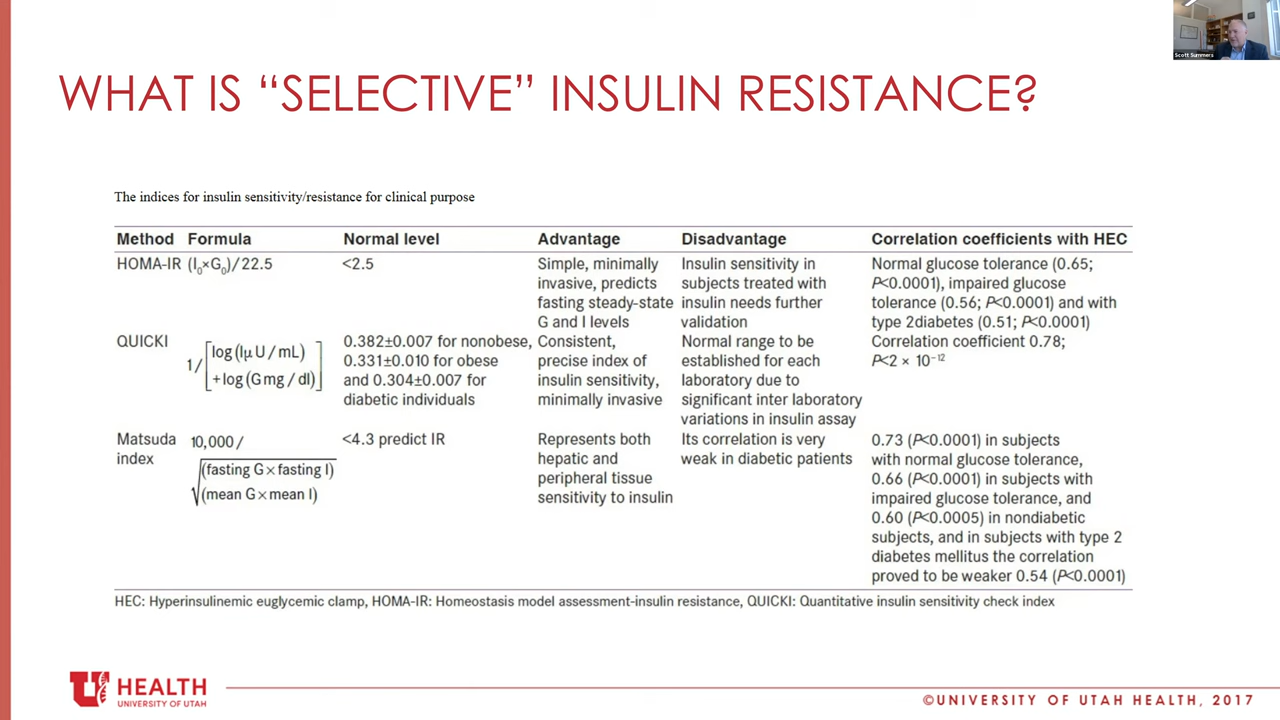 Scott Summers
WHAT IS “SELECTIVE” INSULIN RESISTANCE?
The indices for insulin sensitivity/resistance for clinical purpose
Method Formula Normal level Advantage Disadvantage Correlation coefficients with HEC
HOMA-IR (I₀×G₀)/22.5 <2.5 Simple, minimally Insulin sensitivity in Normal glucose tolerance (0.65;
invasive, predicts subjects treated with P<0.0001), impaired glucose
fasting steady-state insulin needs further tolerance (0.56; P<0.0001) and with
G and I levels validation type 2diabetes (0.51; P<0.0001)
QUICKI 1/[log(IμU/mL) 0.382±0.007 for nonobese, Consistent, Normal range to be Correlation coefficient 0.78;
+log(Gmg/dl)] 0.331±0.010 for obese precise index of established for each P<2 × 10⁻¹²
and 0.304±0.007 for insulin sensitivity, laboratory due to
diabetic individuals minimally invasive significant inter laboratory
variations in insulin assay
Matsuda 10,000/ <4.3 predict IR Represents both Its correlation is very 0.73 (P<0.0001) in subjects
index √(fasting G×fasting I) hepatic and weak in diabetic patients with normal glucose tolerance,
(mean G×mean I) peripheral tissue 0.66 (P<0.0001) in subjects with
sensitivity to insulin impaired glucose tolerance, and
0.60 (P<0.0005) in nondiabetic
subjects, and in subjects with type 2
diabetes mellitus the correlation
proved to be weaker 0.54 (P<0.0001)
HEC: Hyperinsulinemic euglycemic clamp, HOMA-IR: Homeostasis model assessment-insulin resistance, QUICKI: Quantitative insulin sensitivity check index
U HEALTH
UNIVERSITY OF UTAH
©UNIVERSITY OF UTAH HEALTH, 2017